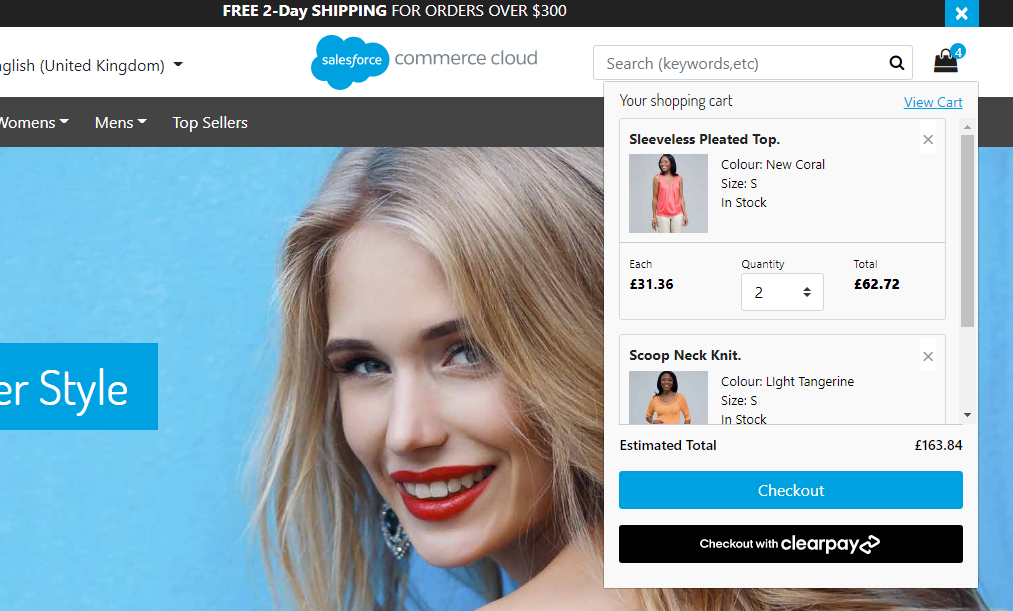 FREE 2-Day SHIPPING FOR ORDERS OVER $300
nglish (United Kingdom)
salesforce commerce cloud
Search (keywords,etc)
4
Womens
Mens
Top Sellers
Your shopping cart
View Cart
Sleeveless Pleated Top.
Colour: New Coral
Size: S
In Stock
Each
Quantity
Total
£31.36
2
£62.72
Scoop Neck Knit.
Colour: LIght Tangerine
Size: S
In Stock
er Style
Estimated Total
£163.84
Checkout
Checkout with clearpay